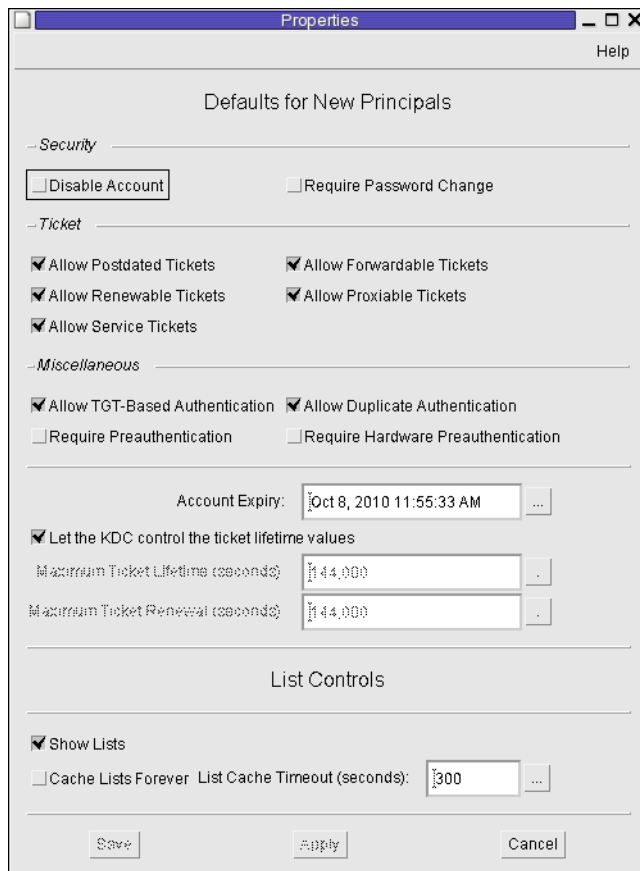 Properties
Help
Defaults for New Principals
Security
Disable Account Require Password Change
Ticket
Allow Postdated Tickets Allow Forwardable Tickets
Allow Renewable Tickets Allow Proxiable Tickets
Allow Service Tickets
Miscellaneous
Allow TGT-Based Authentication Allow Duplicate Authentication
Require Preauthentication Require Hardware Preauthentication
Account Expiry: Oct 8, 2010 11:55:33 AM ...
Let the KDC control the ticket lifetime values
Maximum Ticket Lifetime (seconds) 144,000 .
Maximum Ticket Renewal (seconds) 144,000 .
List Controls
Show Lists
Cache Lists Forever List Cache Timeout (seconds): 300 ...
Save Apply Cancel